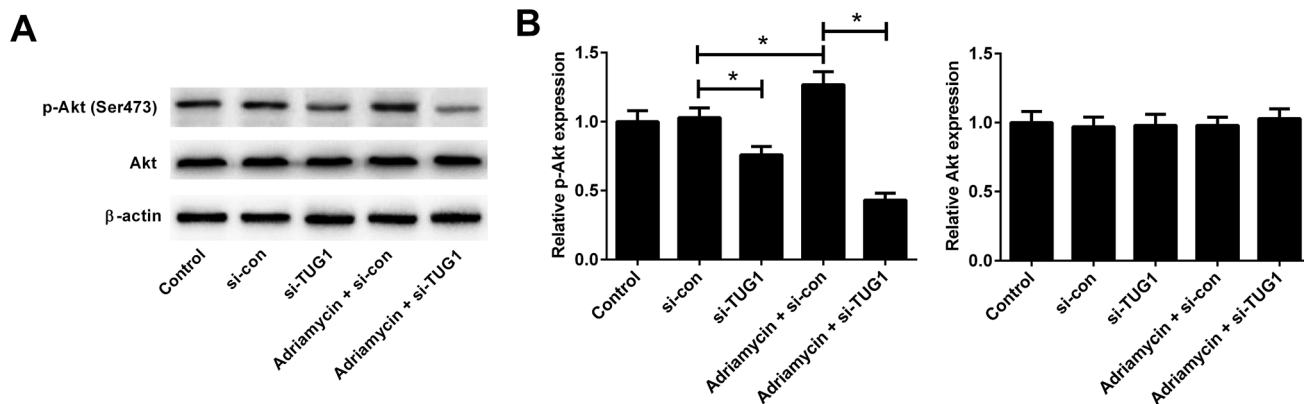 A
p-Akt (Ser473)
Akt
β-actin
Control
si-con
si-TUG1
Adriamycin + si-con
Adriamycin + si-TUG1
B
Relative p-Akt expression
1.5
1.0
0.5
0.0
*
*
*
Control
si-con
si-TUG1
Adriamycin + si-con
Adriamycin + si-TUG1
Relative Akt expression
1.5
1.0
0.5
0.0
Control
si-con
si-TUG1
Adriamycin + si-con
Adriamycin + si-TUG1